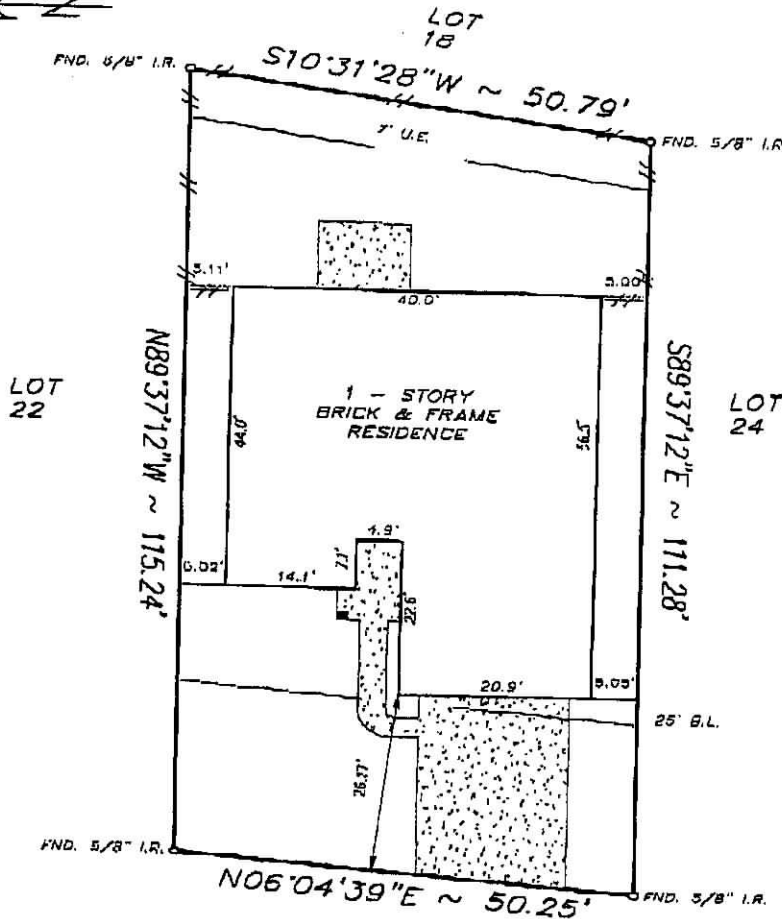 LOT
18
FND. 5/8" I.R.
S10°31'28"W ~ 50.79'
FND. 5/8" I.R.
7' U.E.
5.11'
40.0'
5.00'
LOT
22
N89°37'12"W ~ 115.24'
44.0'
1 - STORY
BRICK & FRAME
RESIDENCE
56.5'
S89°37'12"E ~ 111.28'
LOT
24
4.9'
7.1'
14.1'
22.6'
20.9'
25' B.L.
26.27'
FND. 5/8" I.R.
N06°04'39"E ~ 50.25'
FND. 5/8" I.R.